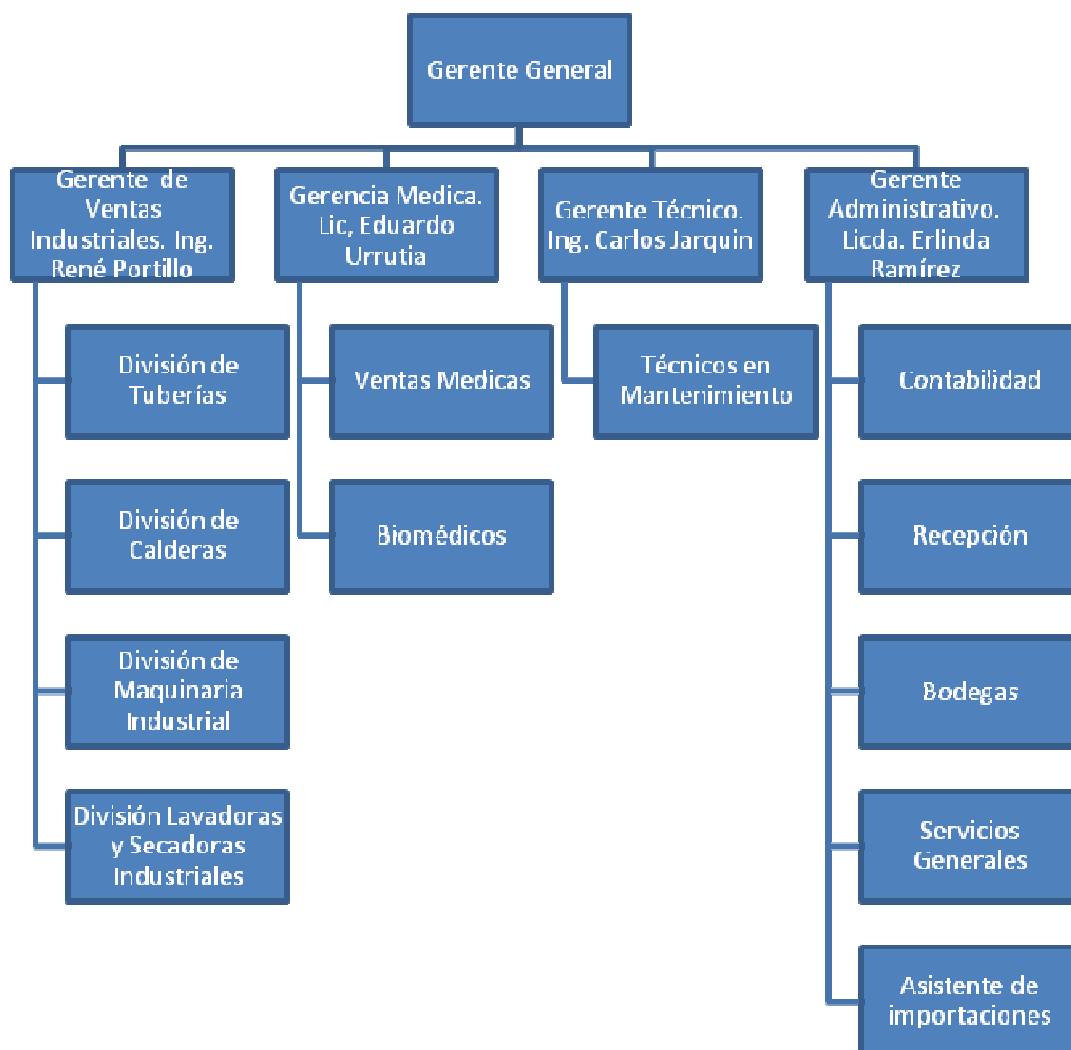 Gerente General
Gerente de
Ventas
Industriales. Ing.
René Portillo
Gerencia Medica.
Lic, Eduardo
Urrutia
Gerente Técnico.
Ing. Carlos Jarquin
Gerente
Administrativo.
Licda. Erlinda
Ramírez
División de
Tuberías
División de
Calderas
División de
Maquinaria
Industrial
División Lavadoras
y Secadoras
Industriales
Ventas Medicas
Biomédicos
Técnicos en
Mantenimiento
Contabilidad
Recepción
Bodegas
Servicios
Generales
Asistente de
importaciones